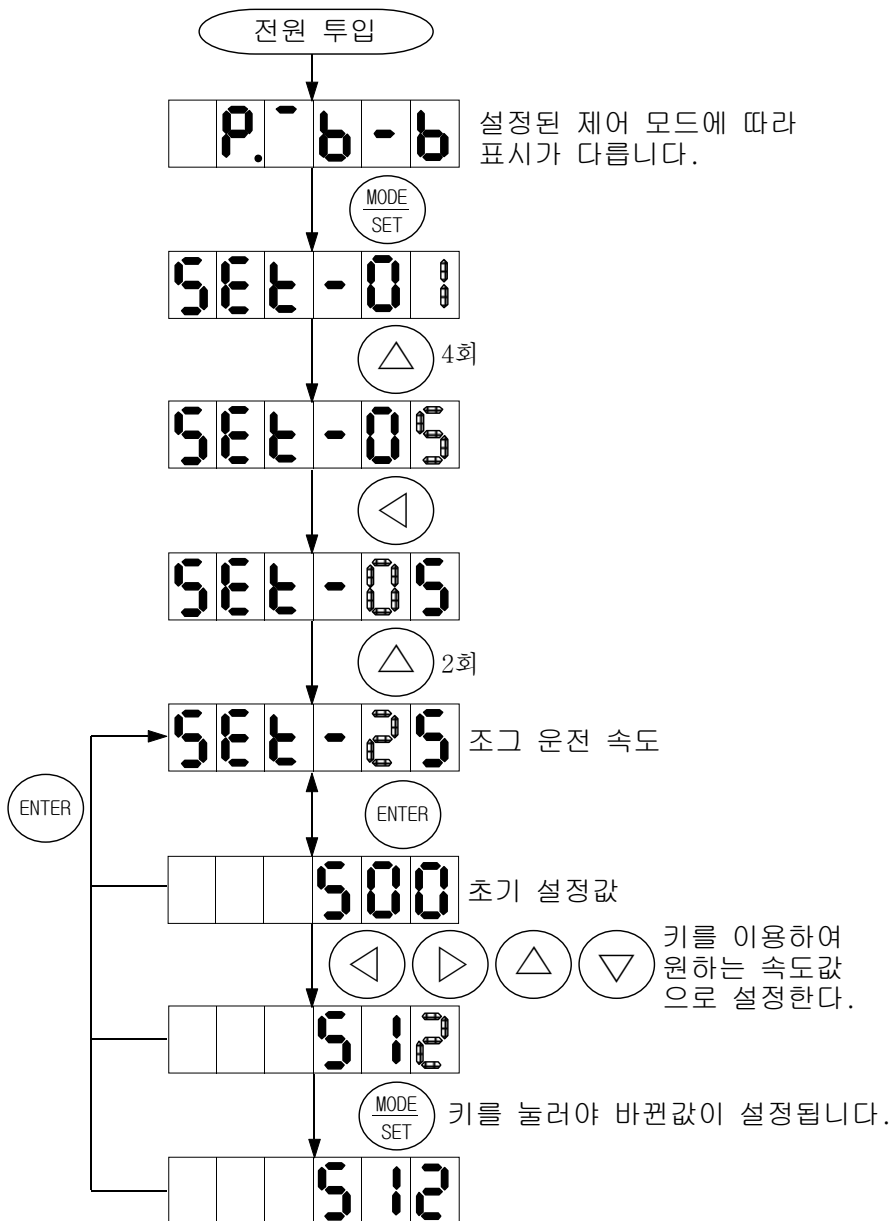 전원 투입
P.¯b-b
설정된 제어 모드에 따라
표시가 다릅니다.
MODE
SET
SEt-01
4회
SEt-05
SEt-05
2회
SEt-25
조그 운전 속도
ENTER
ENTER
500
초기 설정값
키를 이용하여
원하는 속도값
으로 설정한다.
512
MODE
SET
키를 눌러야 바뀐값이 설정됩니다.
512